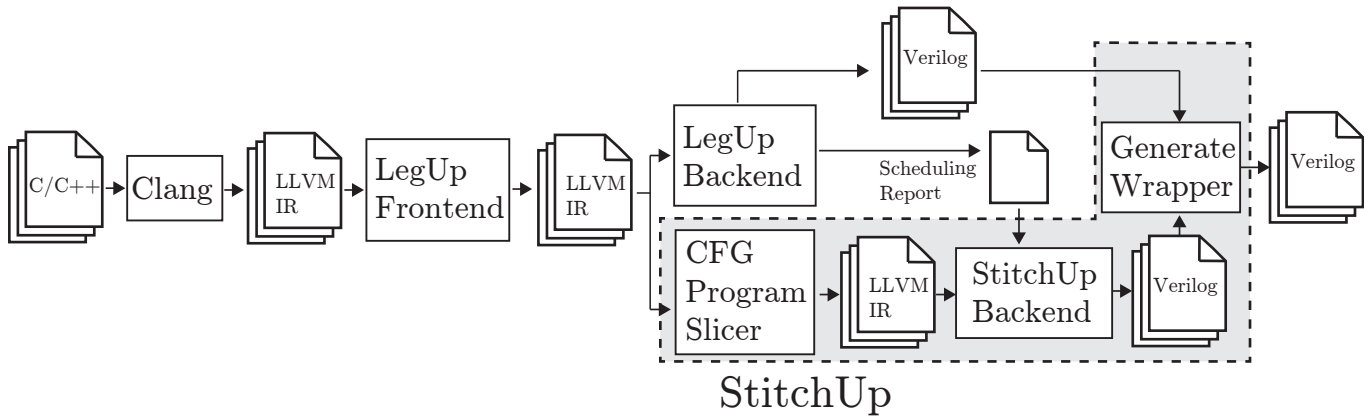 C/C++
Clang
LLVM
IR
LegUp
Frontend
LLVM
IR
LegUp
Backend
Verilog
Scheduling
Report
CFG
Program
Slicer
LLVM
IR
StitchUp
Backend
Verilog
Generate
Wrapper
Verilog
StitchUp